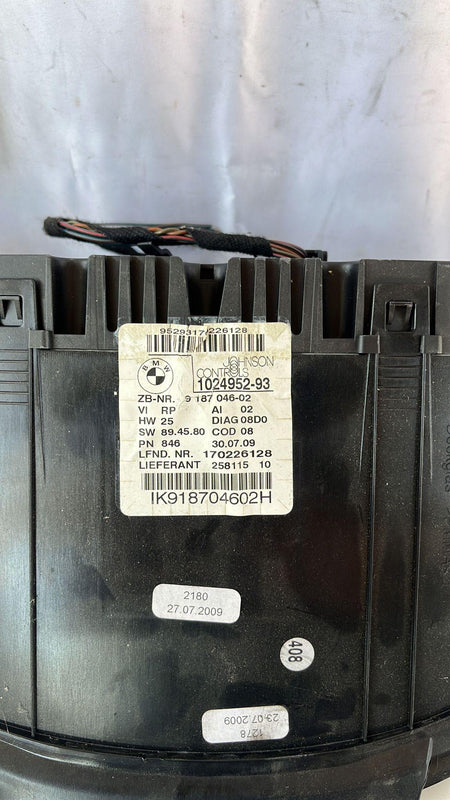 9529317/226128
BMW
JOHNSON
CONTROLS
1024952-93
ZB-NR. 9 187 046-02
VI RP AI 02
HW 25 DIAG 08D0
SW 89.45.80 COD 08
PN 846 30.07.09
LFND. NR. 170226128
LIEFERANT 258115 10
IK918704602H
2180
27.07.2009
408
1278
23.07.2009